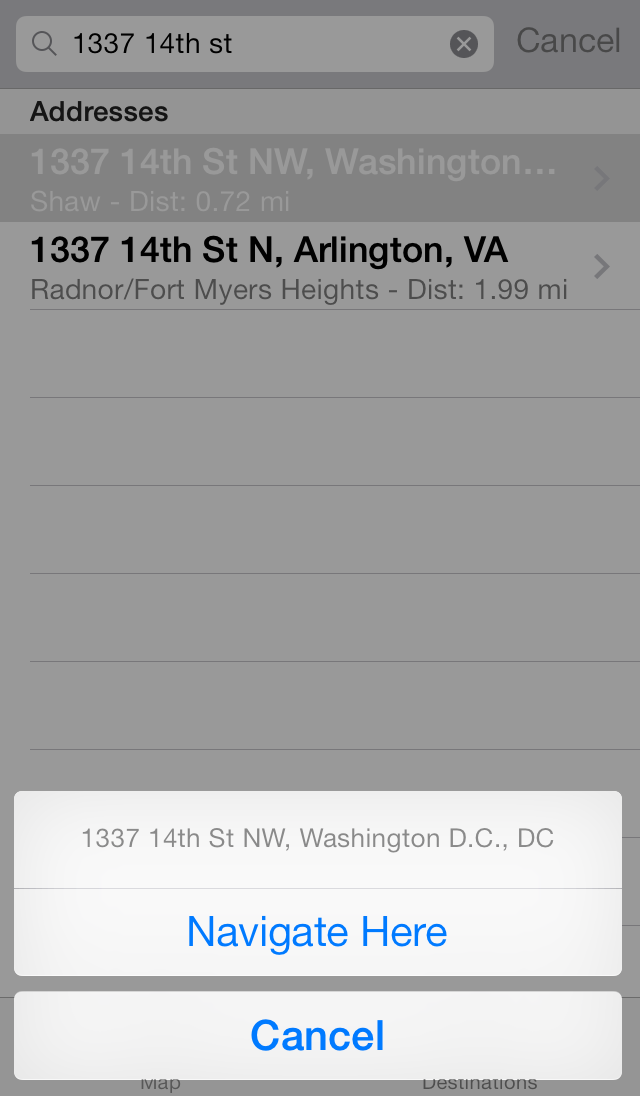 1337 14th st
Cancel
Addresses
1337 14th St NW, Washington...
Shaw - Dist: 0.72 mi
1337 14th St N, Arlington, VA
Radnor/Fort Myers Heights - Dist: 1.99 mi
1337 14th St NW, Washington D.C., DC
Navigate Here
Cancel
Map
Destinations